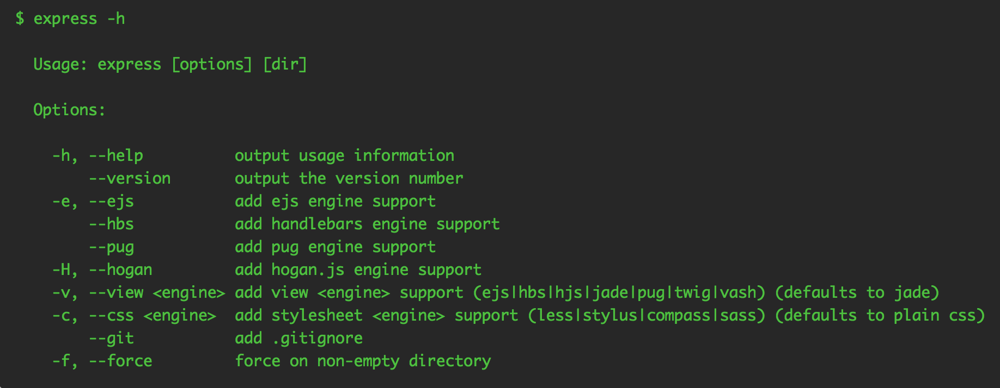 $ express -h
Usage: express [options] [dir]
Options:
-h, --help output usage information
--version output the version number
-e, --ejs add ejs engine support
--hbs add handlebars engine support
--pug add pug engine support
-H, --hogan add hogan.js engine support
-v, --view <engine> add view <engine> support (ejs|hbs|hjs|jade|pug|twig|vash) (defaults to jade)
-c, --css <engine> add stylesheet <engine> support (less|stylus|compass|sass) (defaults to plain css)
--git add .gitignore
-f, --force force on non-empty directory